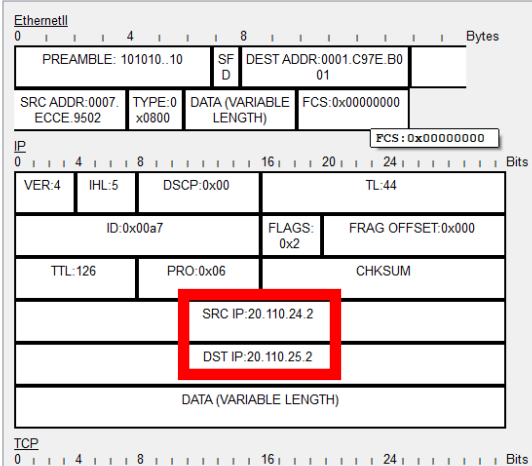 EthernetII
0 4 8 Bytes
PREAMBLE: 101010..10 SF D DEST ADDR:0001.C97E.B0 01
SRC ADDR:0007. ECCE.9502 TYPE:0 x0800 DATA (VARIABLE LENGTH) FCS:0x00000000
FCS:0x00000000
IP
0 4 8 16 20 24 Bits
VER:4 IHL:5 DSCP:0x00 TL:44
ID:0x00a7 FLAGS: 0x2 FRAG OFFSET:0x000
TTL:126 PRO:0x06 CHKSUM
SRC IP:20.110.24.2
DST IP:20.110.25.2
DATA (VARIABLE LENGTH)
TCP
0 4 8 16 24 Bits